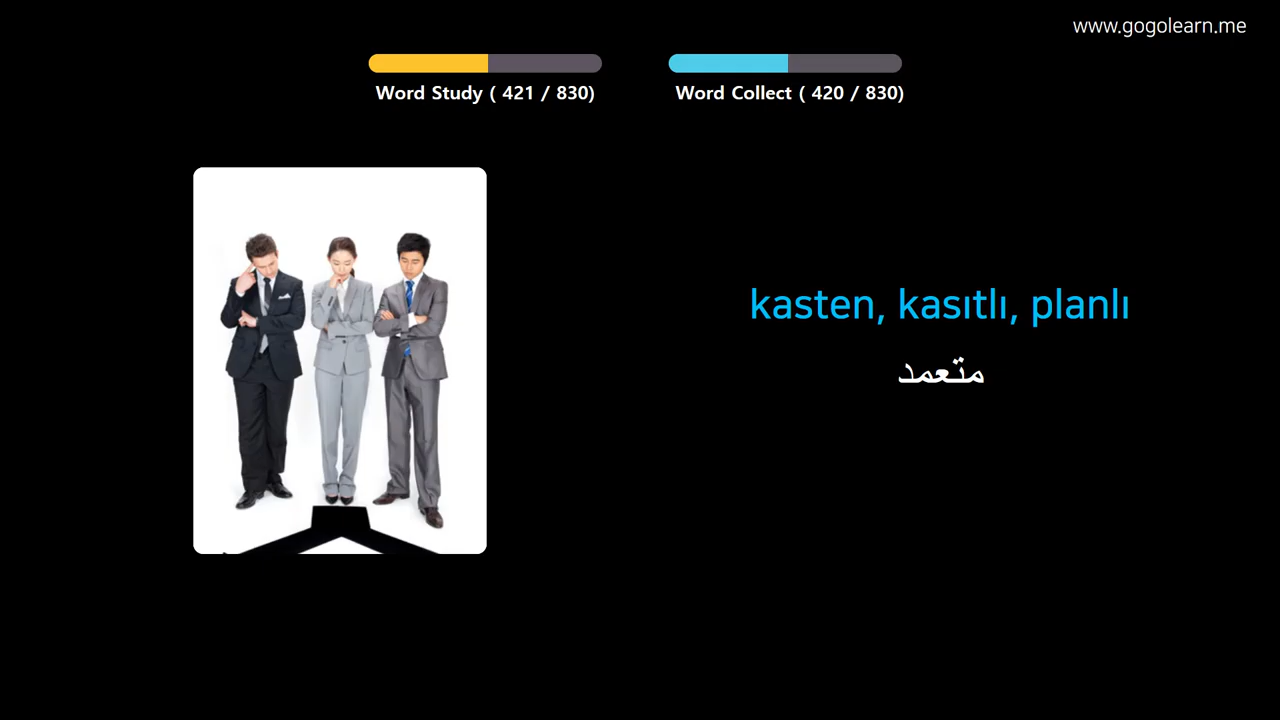 www.gogolearn.me
Word Study ( 421 / 830)
Word Collect ( 420 / 830)
kasten, kasıtlı, planlı
متعمد